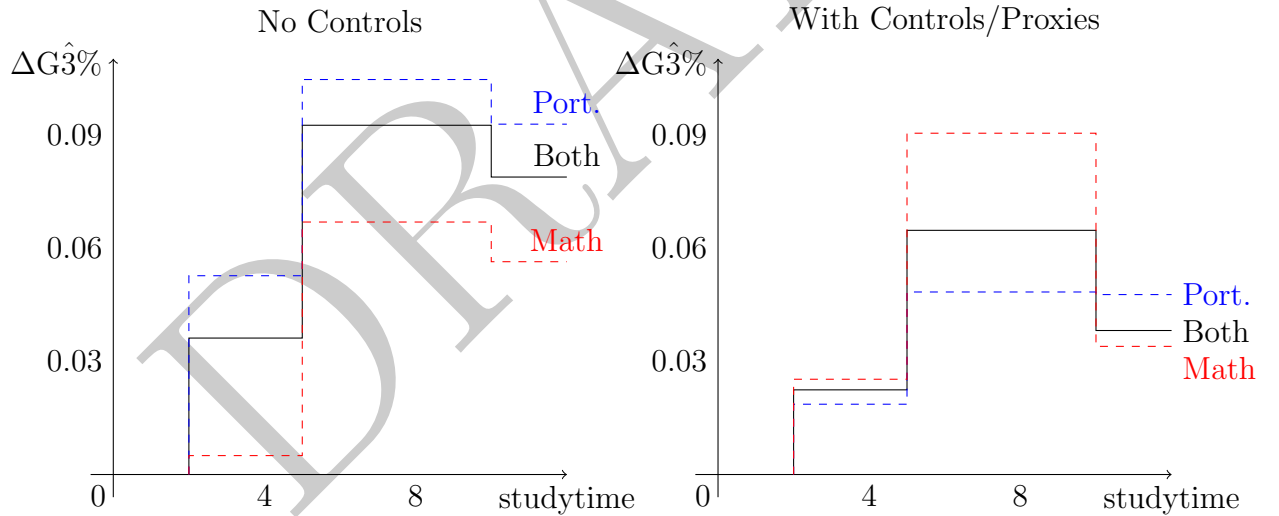 No Controls
ΔG3̂%
0.09
0.06
0.03
0
4
8
studytime
Port.
Both
Math
With Controls/Proxies
ΔG3̂%
0.09
0.06
0.03
0
4
8
studytime
Port.
Both
Math
DRA